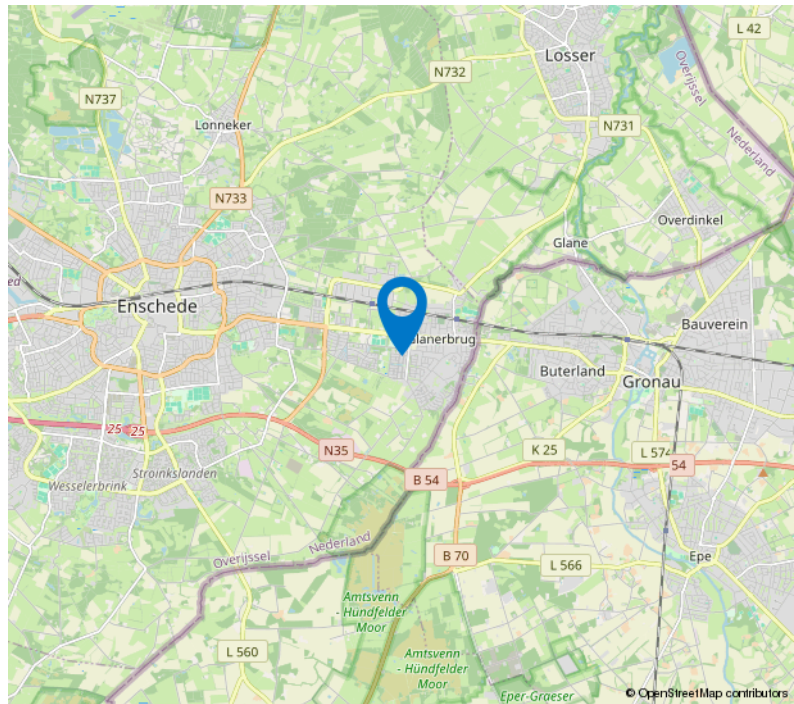 L 42
Losser
N732
Overijssel
N737
Nederland
Lonneker
N731
N733
Overdinkel
Glane
Enschede
Bauverein
lanerbrug
Buterland
Gronau
25
25
N35
K 25
L 574
54
Stroinkslanden
B 54
Wesselerbrink
Nederland
Overijssel
B 70
L 566
Epe
Amtsvenn
- Hündfelder
Moor
L 560
Amtsvenn
- Hündfelder
Moor
Eper-Graeser
© OpenStreetMap contributors